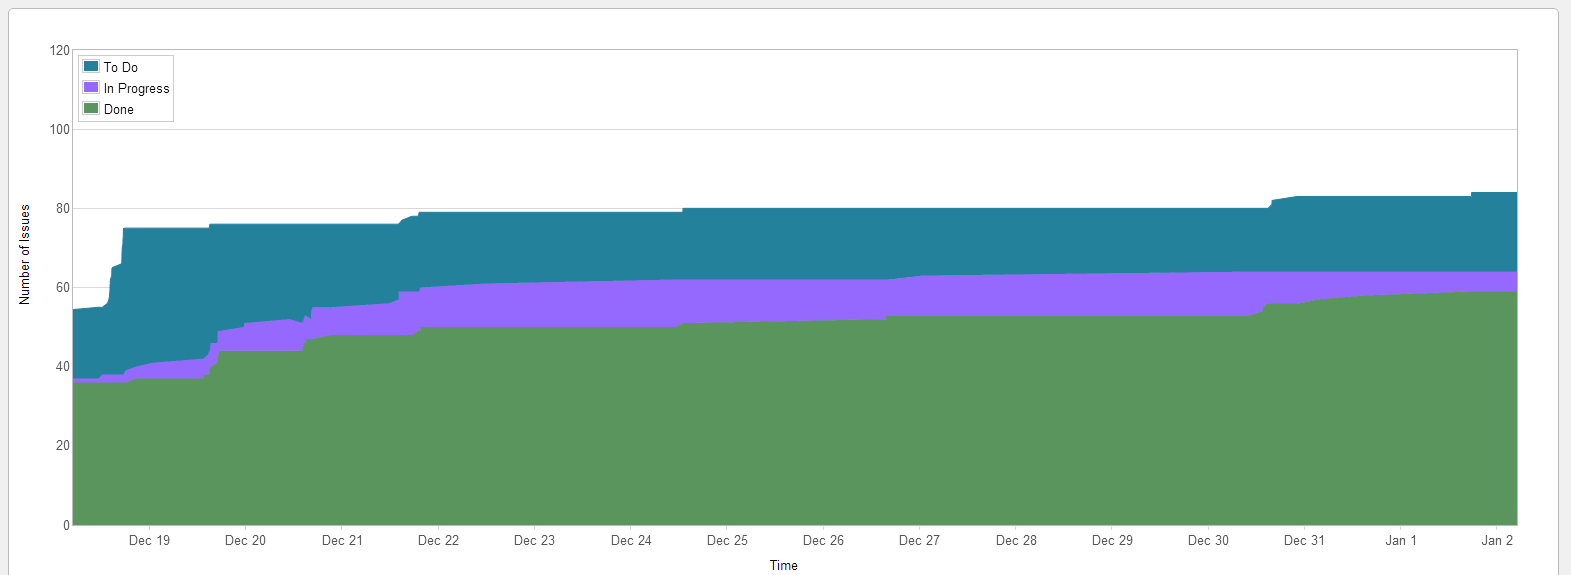 120
To Do
In Progress
Done
100
80
60
40
20
0
Number of Issues
Dec 19 Dec 20 Dec 21 Dec 22 Dec 23 Dec 24 Dec 25 Dec 26 Dec 27 Dec 28 Dec 29 Dec 30 Dec 31 Jan 1 Jan 2
Time